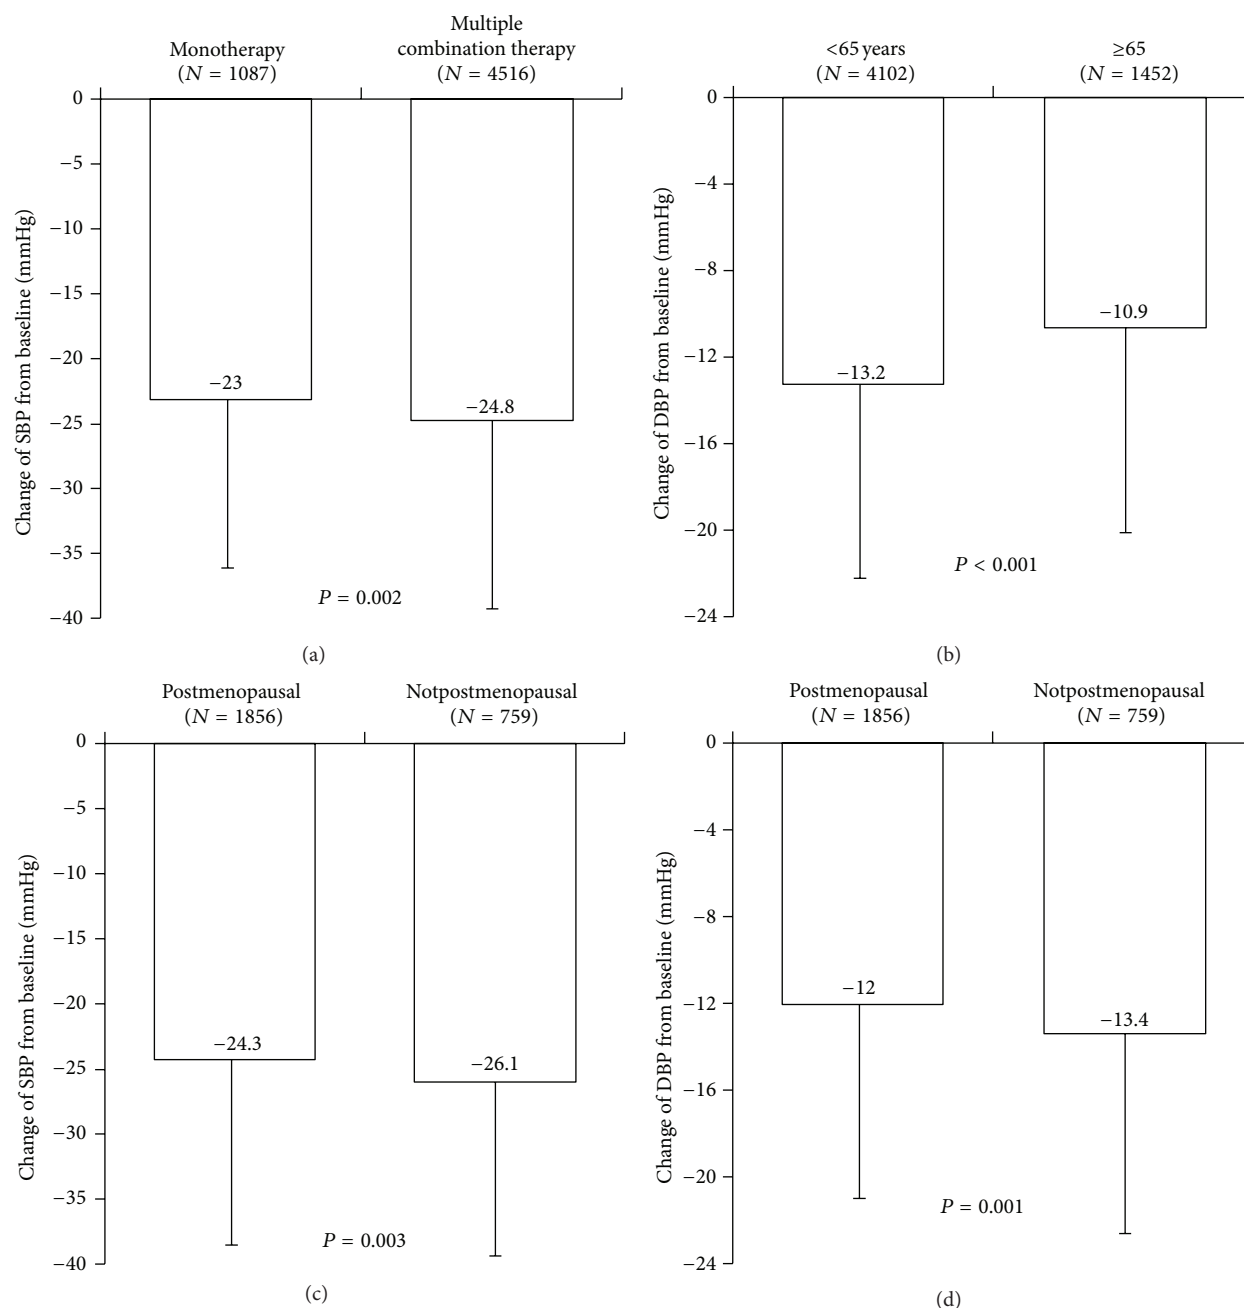 Monotherapy
(N = 1087)
Multiple
combination therapy
(N = 4516)
0
−5
−10
−15
−20
−25
−30
−35
−40
Change of SBP from baseline (mmHg)
−23
−24.8
P = 0.002
(a)
<65 years
(N = 4102)
≥65
(N = 1452)
0
−4
−8
−12
−16
−20
−24
Change of DBP from baseline (mmHg)
−13.2
−10.9
P < 0.001
(b)
Postmenopausal
(N = 1856)
Notpostmenopausal
(N = 759)
0
−5
−10
−15
−20
−25
−30
−35
−40
Change of SBP from baseline (mmHg)
−24.3
−26.1
P = 0.003
(c)
Postmenopausal
(N = 1856)
Notpostmenopausal
(N = 759)
0
−4
−8
−12
−16
−20
−24
Change of DBP from baseline (mmHg)
−12
−13.4
P = 0.001
(d)